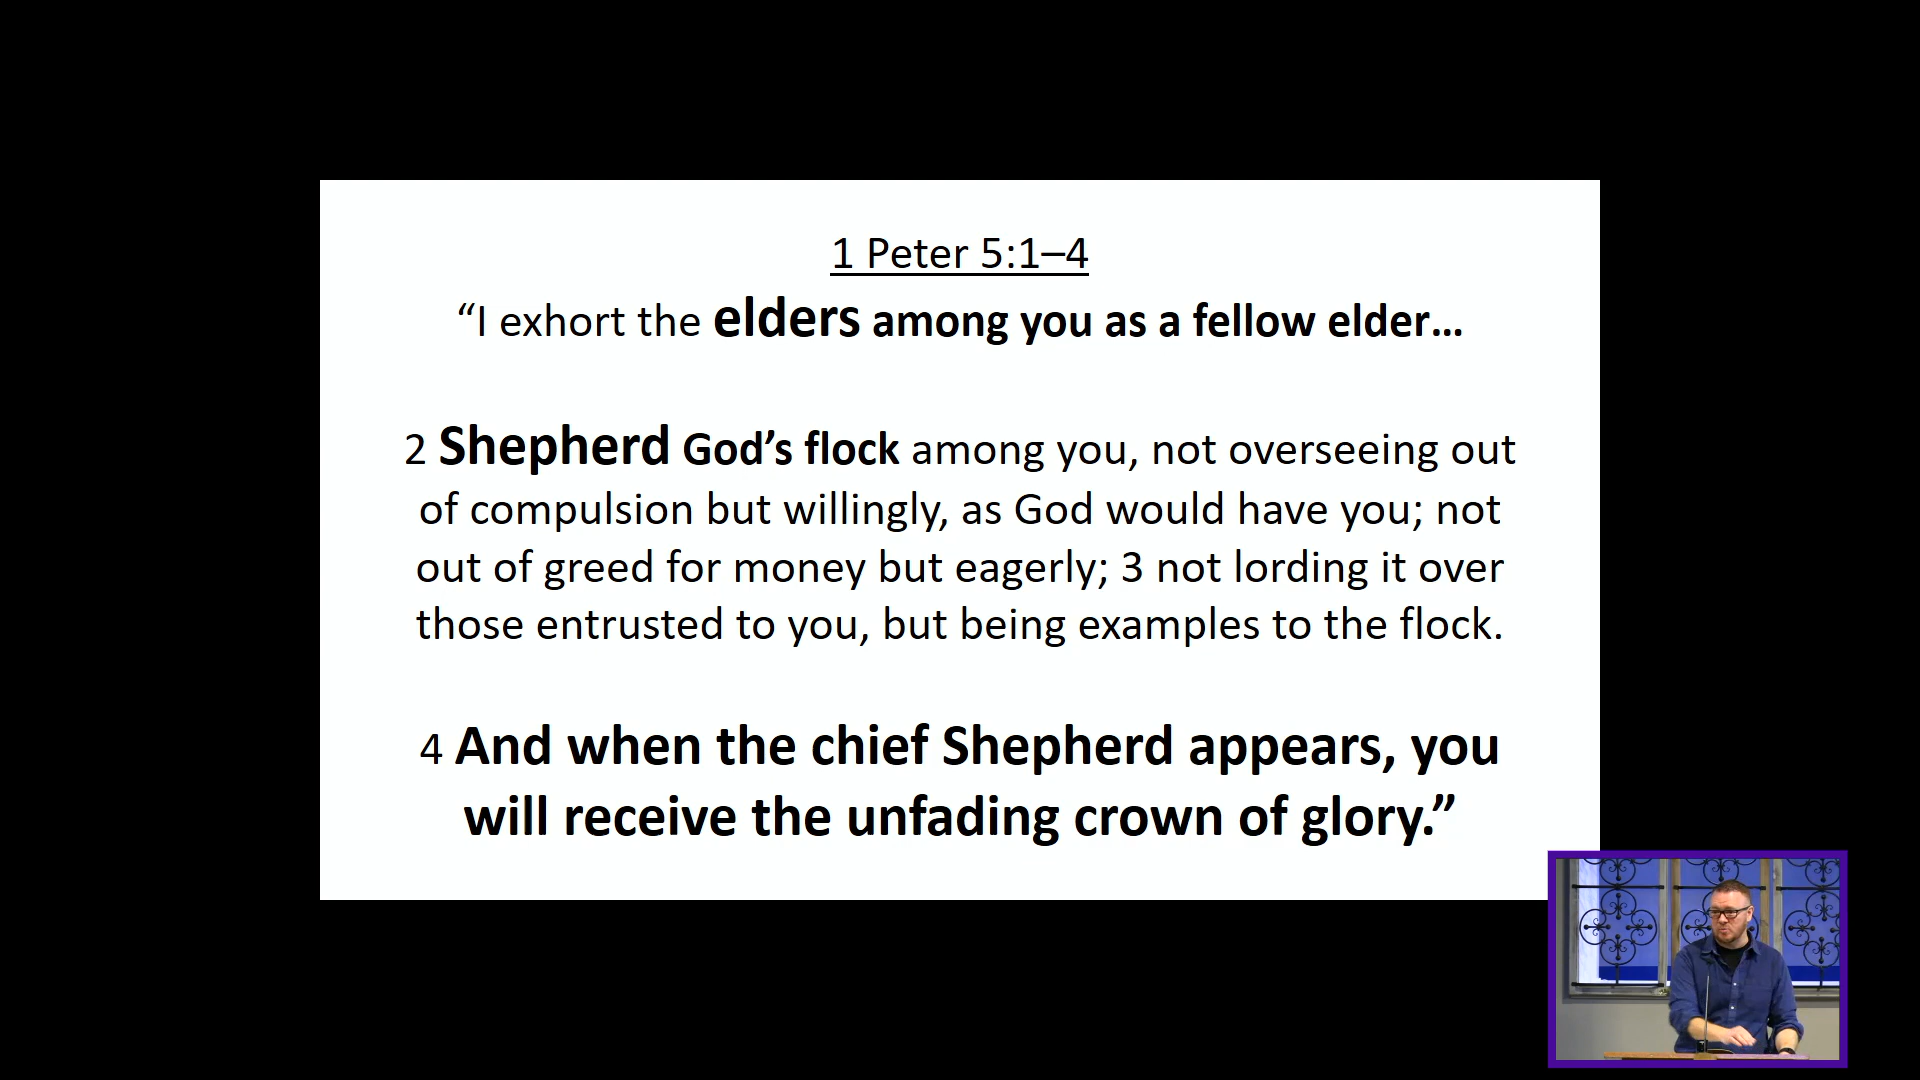 1 Peter 5:1–4
“I exhort the elders among you as a fellow elder…
2 Shepherd God’s flock among you, not overseeing out
of compulsion but willingly, as God would have you; not
out of greed for money but eagerly; 3 not lording it over
those entrusted to you, but being examples to the flock.
4 And when the chief Shepherd appears, you
will receive the unfading crown of glory.”